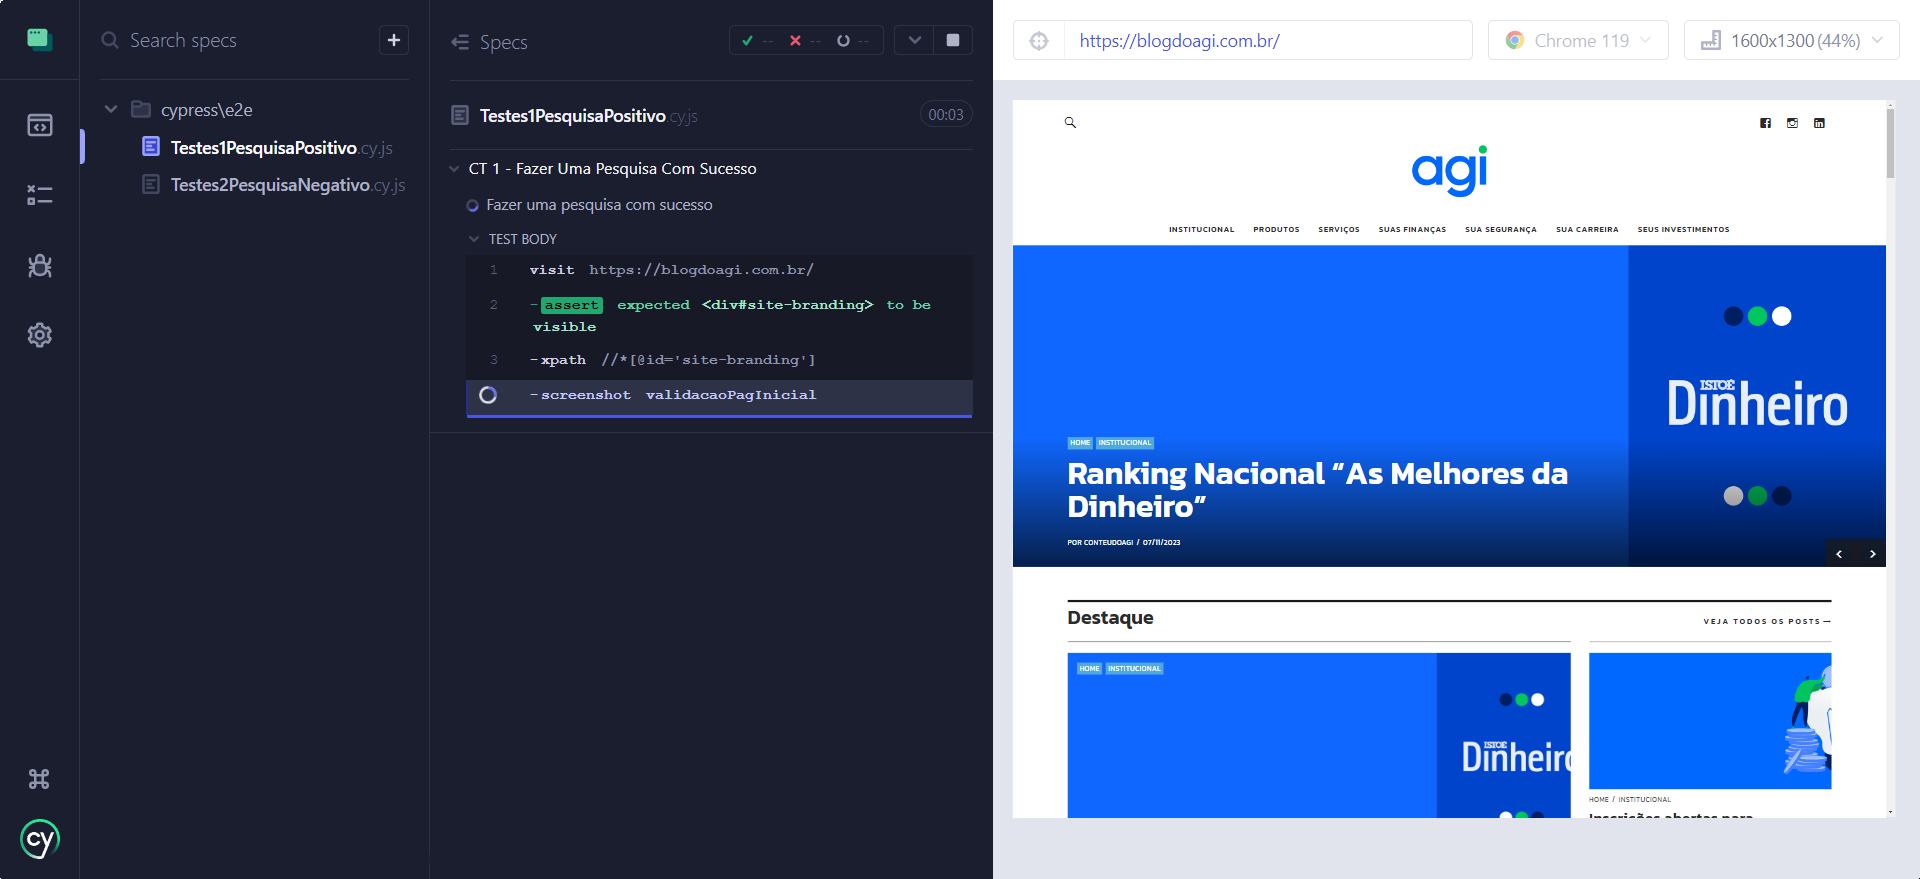 Search specs
+
cypress\e2e
Testes1PesquisaPositivo.cy.js
Testes2PesquisaNegativo.cy.js
cy
Specs
-- -- --
Testes1PesquisaPositivo.cy.js
00:03
CT 1 - Fazer Uma Pesquisa Com Sucesso
Fazer uma pesquisa com sucesso
TEST BODY
1 visit https://blogdoagi.com.br/
2 -assert expected <div#site-branding> to be
visible
3 -xpath //*[@id='site-branding']
-screenshot validacaoPagInicial
https://blogdoagi.com.br/
Chrome 119
1600x1300 (44%)
agi
INSTITUCIONAL PRODUTOS SERVIÇOS SUAS FINANÇAS SUA SEGURANÇA SUA CARREIRA SEUS INVESTIMENTOS
ISTOÉ
Dinheiro
HOME INSTITUCIONAL
Ranking Nacional “As Melhores da
Dinheiro”
POR CONTEUDOAGI / 07/11/2023
Destaque
VEJA TODOS OS POSTS →
HOME INSTITUCIONAL
ISTOÉ
Dinheiro
HOME / INSTITUCIONAL
Inscrições abertas para